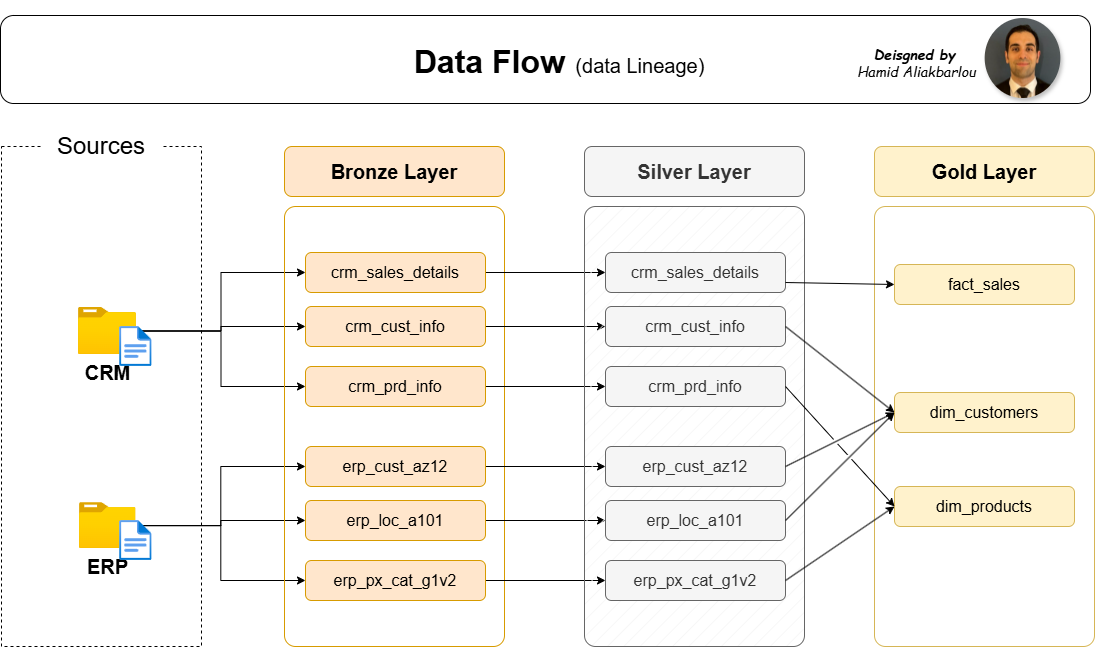 Data Flow (data Lineage)
Deisgned by
Hamid Aliakbarlou
Sources
CRM
ERP
Bronze Layer
crm_sales_details
crm_cust_info
crm_prd_info
erp_cust_az12
erp_loc_a101
erp_px_cat_g1v2
Silver Layer
crm_sales_details
crm_cust_info
crm_prd_info
erp_cust_az12
erp_loc_a101
erp_px_cat_g1v2
Gold Layer
fact_sales
dim_customers
dim_products